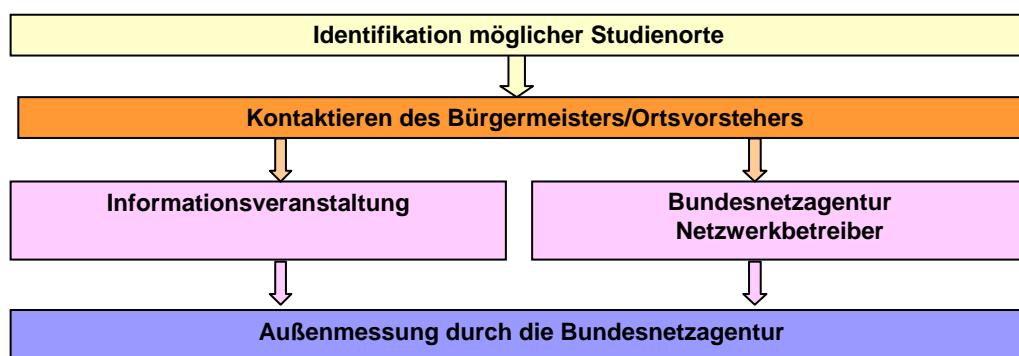 Identifikation möglicher Studienorte
Kontaktieren des Bürgermeisters/Ortsvorstehers
Informationsveranstaltung
Bundesnetzagentur
Netzwerkbetreiber
Außenmessung durch die Bundesnetzagentur